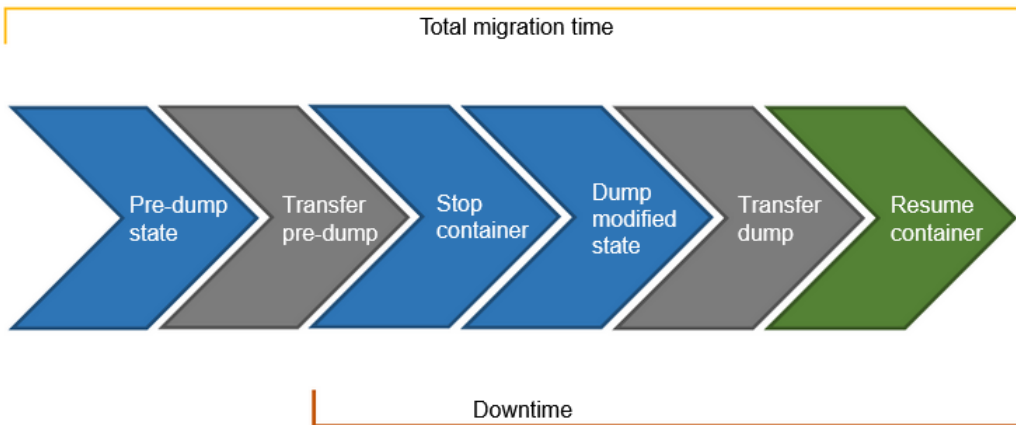 Total migration time
Pre-dump
state
Transfer
pre-dump
Stop
container
Dump
modified
state
Transfer
dump
Resume
container
Downtime